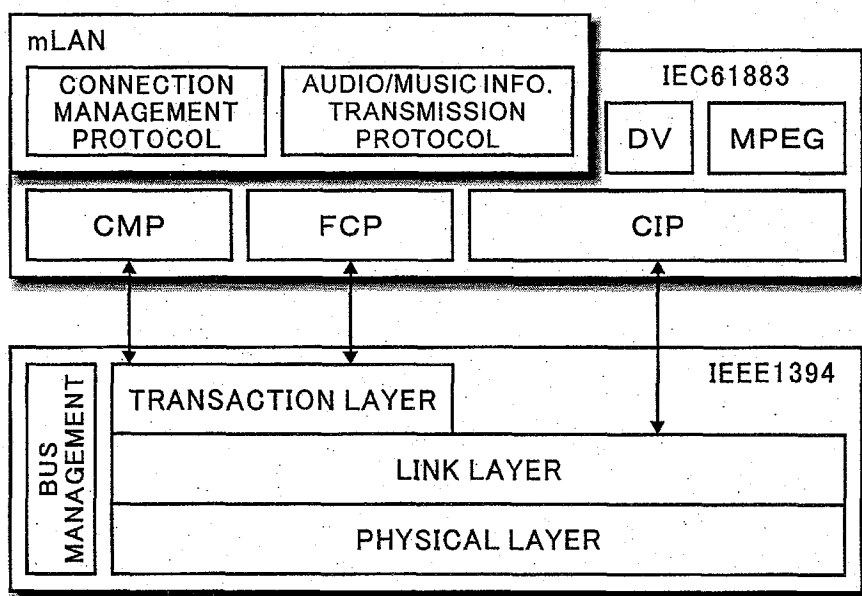 mLAN
CONNECTION
MANAGEMENT
PROTOCOL
AUDIO/MUSIC INFO.
TRANSMISSION
PROTOCOL
IEC61883
DV
MPEG
CMP
FCP
CIP
IEEE1394
BUS
MANAGEMENT
TRANSACTION LAYER
LINK LAYER
PHYSICAL LAYER